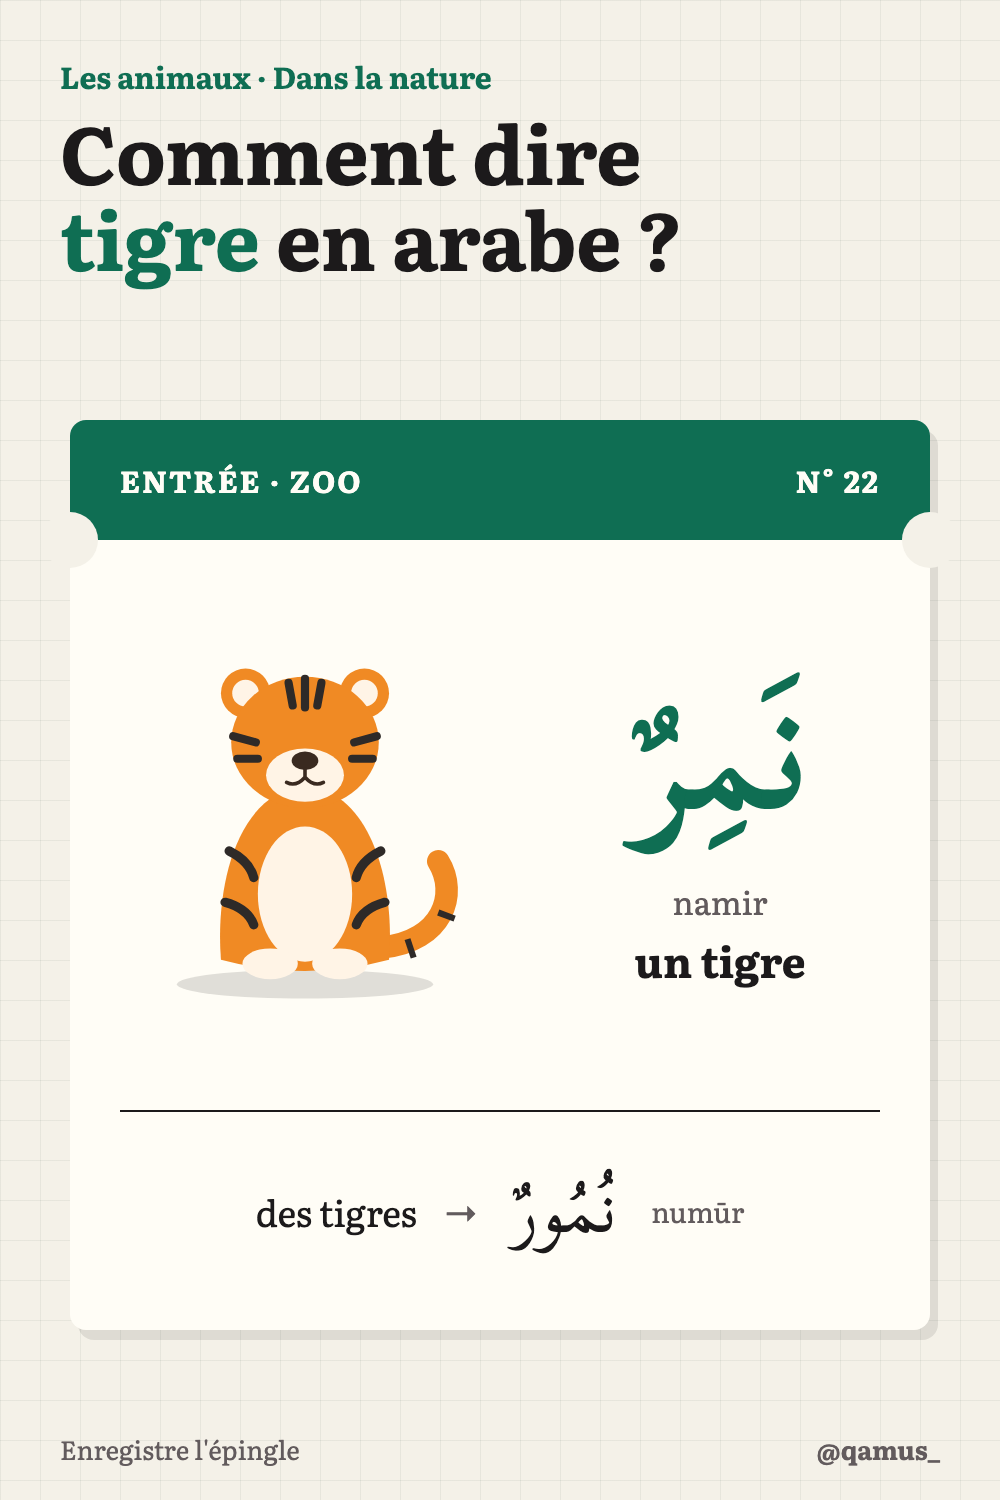 Les animaux · Dans la nature
Comment dire
tigre en arabe ?
ENTRÉE · ZOO
N° 22
نَمِرٌ
namir
un tigre
des tigres → نُمُورٌ numūr
Enregistre l'épingle
@qamus_